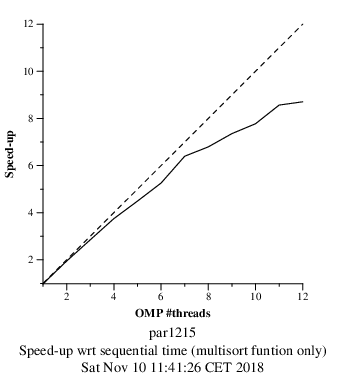 12
10
8
6
4
2
Speed-up
2 4 6 8 10 12
OMP #threads
par1215
Speed-up wrt sequential time (multisort funtion only)
Sat Nov 10 11:41:26 CET 2018